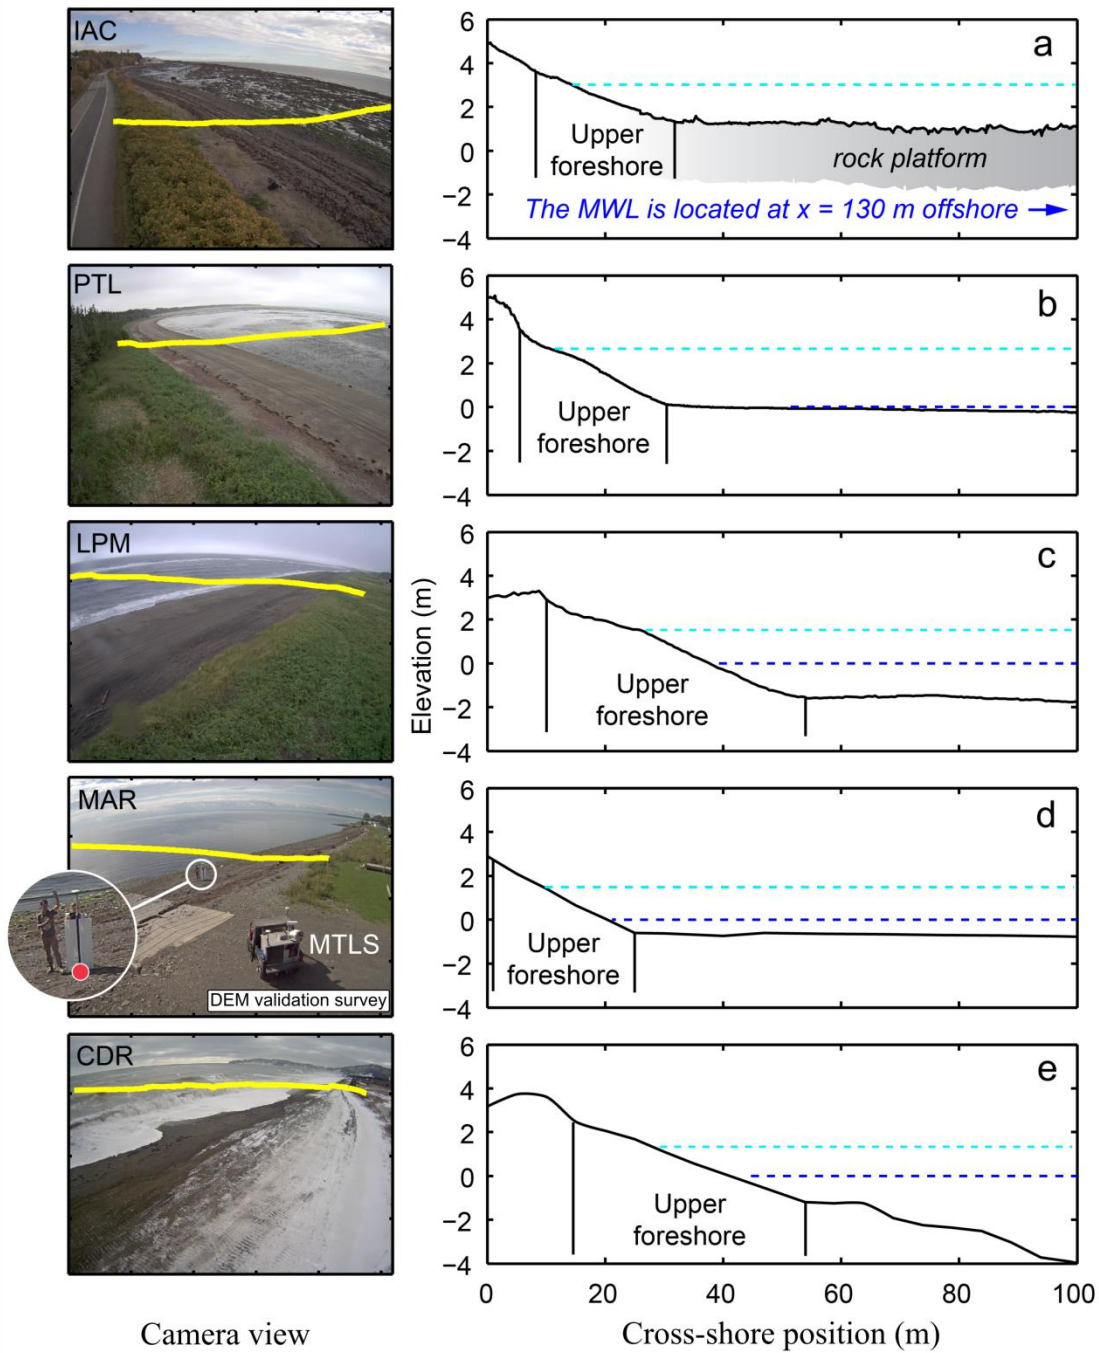 IAC
6
4
2
0
−2
−4
a
Upper
foreshore
rock platform
The MWL is located at x = 130 m offshore
PTL
6
4
2
0
−2
−4
b
Upper
foreshore
LPM
6
4
2
0
−2
−4
c
Upper
foreshore
Elevation (m)
MAR
MTLS
DEM validation survey
6
4
2
0
−2
−4
d
Upper
foreshore
CDR
6
4
2
0
−2
−4
e
Upper
foreshore
0 20 40 60 80 100
Camera view
Cross-shore position (m)